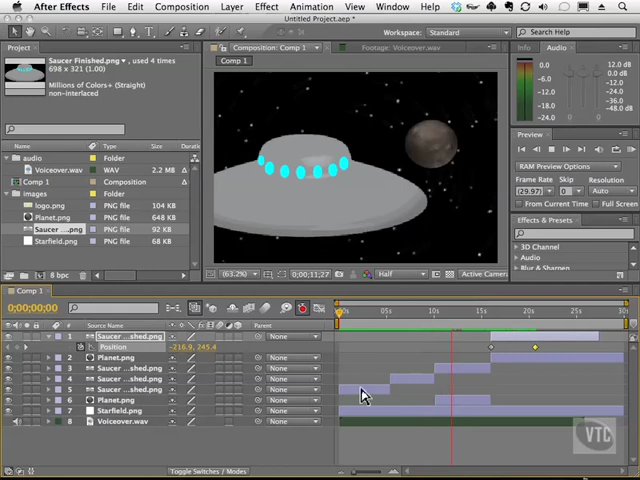 After Effects File Edit Composition Layer Effect Animation View Window Help
Untitled Project.aep *
Workspace: Standard
Search Help
Project
Composition: Comp 1
Footage: Voiceover.wav
Info
Audio
Saucer Finished.png ▼, used 4 times
698 x 321 (1.00)
Millions of Colors+ (Straight)
non-interlaced
Comp 1
0.0
-6.0
-12.0
-18.0
-24.0
12.0 dB
0.0 dB
Preview
RAM Preview Options
Frame Rate Skip Resolution
(29.97) 0 Auto
From Current Time Full Screen
Effects & Presets
3D Channel
Audio
Blur & Sharpen
Name Type Size
audio Folder
Voiceover.wav WAV 2.2 MB
Comp 1 Composition
images Folder
logo.png PNG file 104 KB
Planet.png PNG file 648 KB
Saucer ....png PNG file 92 KB
Starfield.png PNG file 68 KB
8 bpc
(63.2%) 0;00;11;27 Half Active Camera
Comp 1
0;00;00;00
00s 05s 10s 15s 20s 25s 30s
# Source Name Parent
1 Saucer ...shed.png None
Position -216.9, 245.4
2 Planet.png None
3 Saucer ...shed.png None
4 Saucer ...shed.png None
5 Saucer ...shed.png None
6 Planet.png None
7 Starfield.png None
8 Voiceover.wav None
VTC
Toggle Switches / Modes